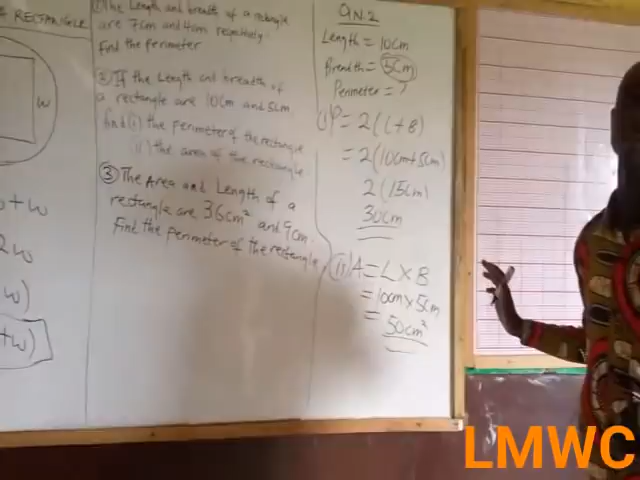 RECTANGLE
w
+ w
2w
w)
+w)
① The Length and breath of a rectangle
are 7cm and 4cm respectively.
find the perimeter
② If the Length and breadth of
a rectangle are 10cm and 5cm
find (i) the perimeter of the rectangle
ii) the area of the rectangle
③ The Area and Length of a
rectangle are 36cm² and 9cm.
Find the perimeter of the rectangle
QN.2
Length = 10cm
Breadth = 5cm
Perimeter = ?
(i) P = 2(L+B)
= 2(10cm+5cm)
2(15cm)
30cm
(ii) A = L X B
= 10cm x 5cm
= 50cm²
LMWC